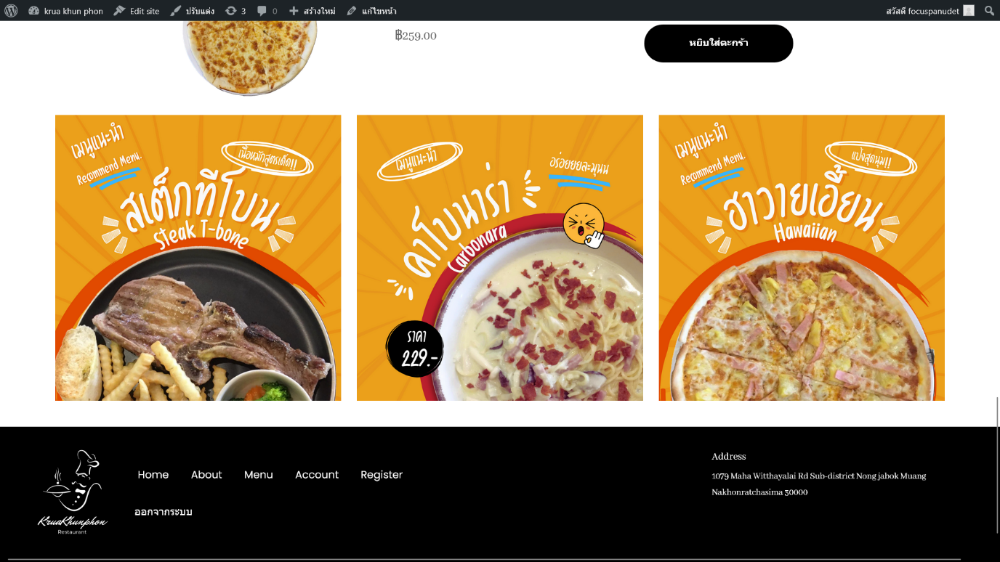 krua khun phon
Edit site
ปรับแต่ง
3
0
สร้างใหม่
แก้ไขหน้า
สวัสดี focuspanudet
฿259.00
หยิบใส่ตะกร้า
เมนูแนะนำ
Recommend Menu.
เนื้อหมักสูตรเด็ด!!
สเต็กทีโบน
Steak T-bone
เมนูแนะนำ
อร่อยยยละมุนน
คาโบนาร่า
Carbonara
ราคา
229.-
เมนูแนะนำ
Recommend Menu.
แป้งสุดนุ่ม!!
ฮาวายเอี้ยน
Hawaiian
KruaKhunphon
Restaurant
Home
About
Menu
Account
Register
ออกจากระบบ
Address
1079 Maha Witthayalai Rd Sub-district Nong jabok Muang
Nakhonratchasima 30000